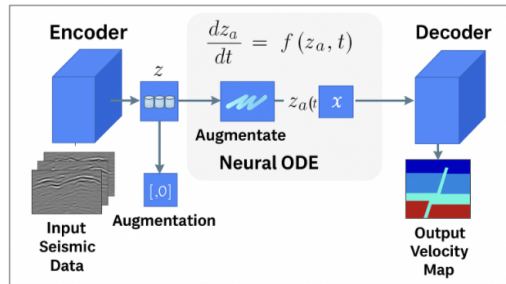 Encoder
dz_a/dt = f(z_a, t)
Decoder
z
z_a(t
x
Augmentate
Neural ODE
[,0]
Augmentation
Input
Seismic
Data
Output
Velocity
Map